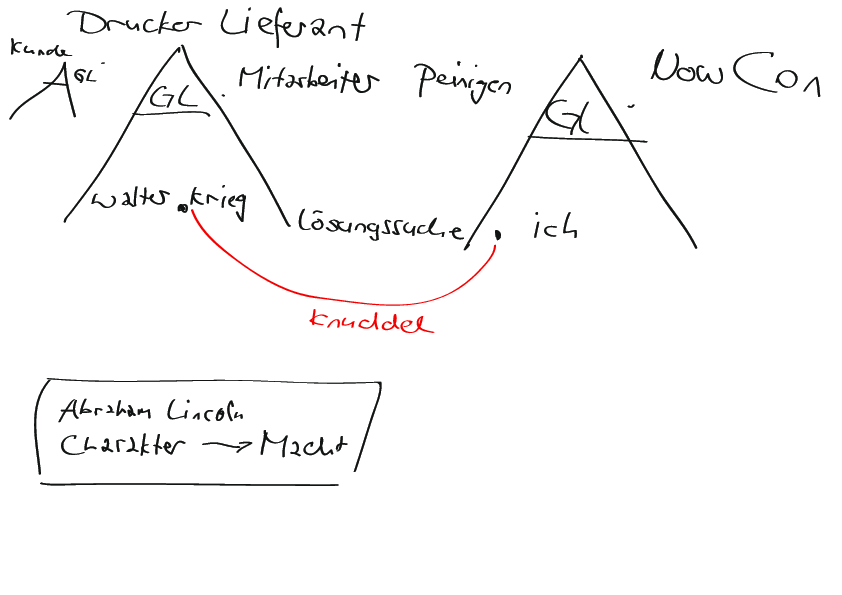 Drucker Lieferant
Kunde
GL
GL
Mitarbeiter Peinigen
NowCon
GL
walter krieg
Lösungssuche
ich
knuddel
Abraham Lincoln
Charakter → Macht